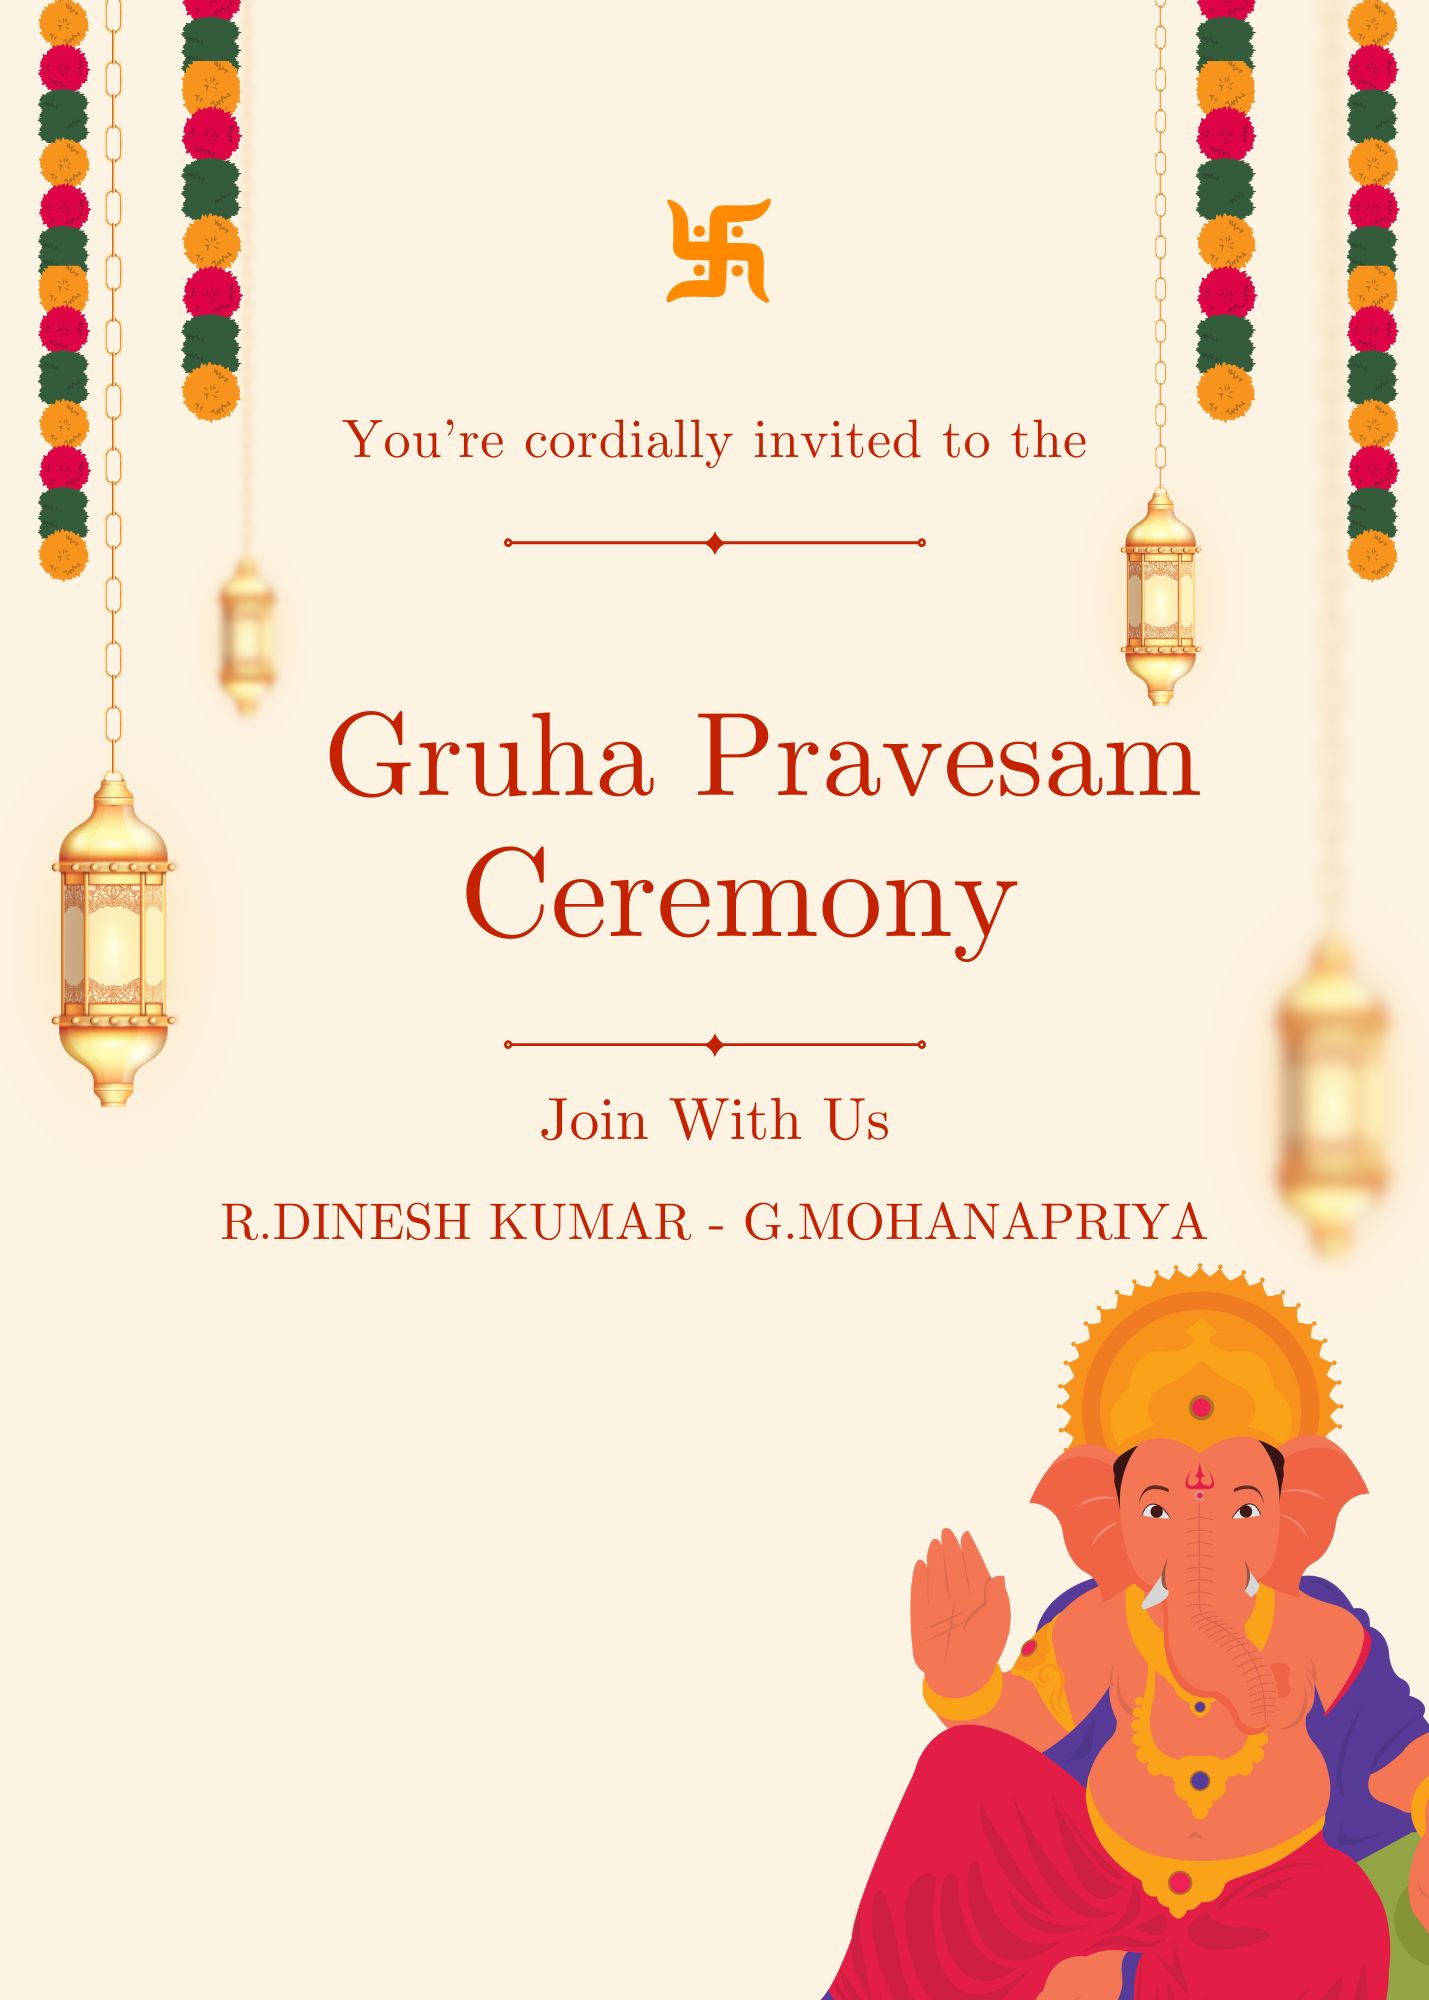 You're cordially invited to the
Gruha Pravesam
Ceremony
Join With Us
R.DINESH KUMAR - G.MOHANAPRIYA